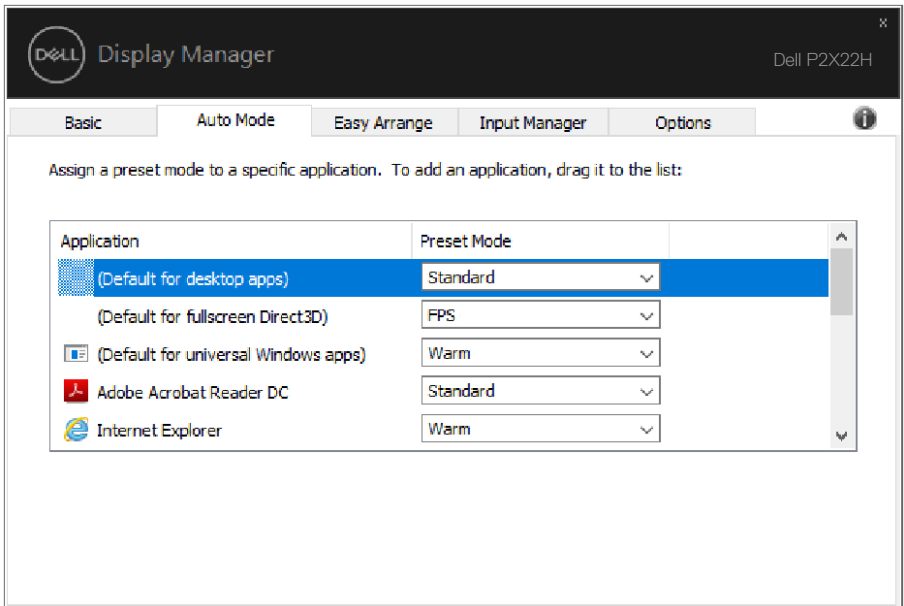 DELL Display Manager
x
Dell P2X22H
Basic Auto Mode Easy Arrange Input Manager Options
Assign a preset mode to a specific application. To add an application, drag it to the list:
Application Preset Mode
(Default for desktop apps) Standard
(Default for fullscreen Direct3D) FPS
(Default for universal Windows apps) Warm
Adobe Acrobat Reader DC Standard
Internet Explorer Warm